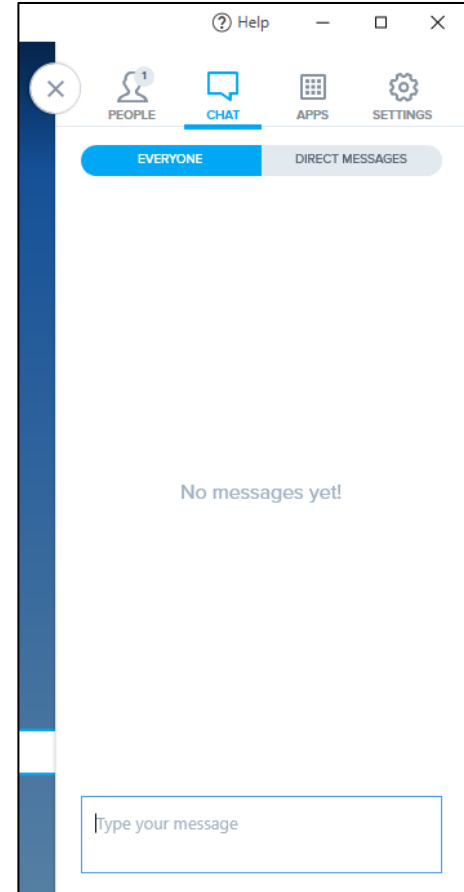 ? Help
1
PEOPLE CHAT APPS SETTINGS
EVERYONE DIRECT MESSAGES
No messages yet!
Type your message